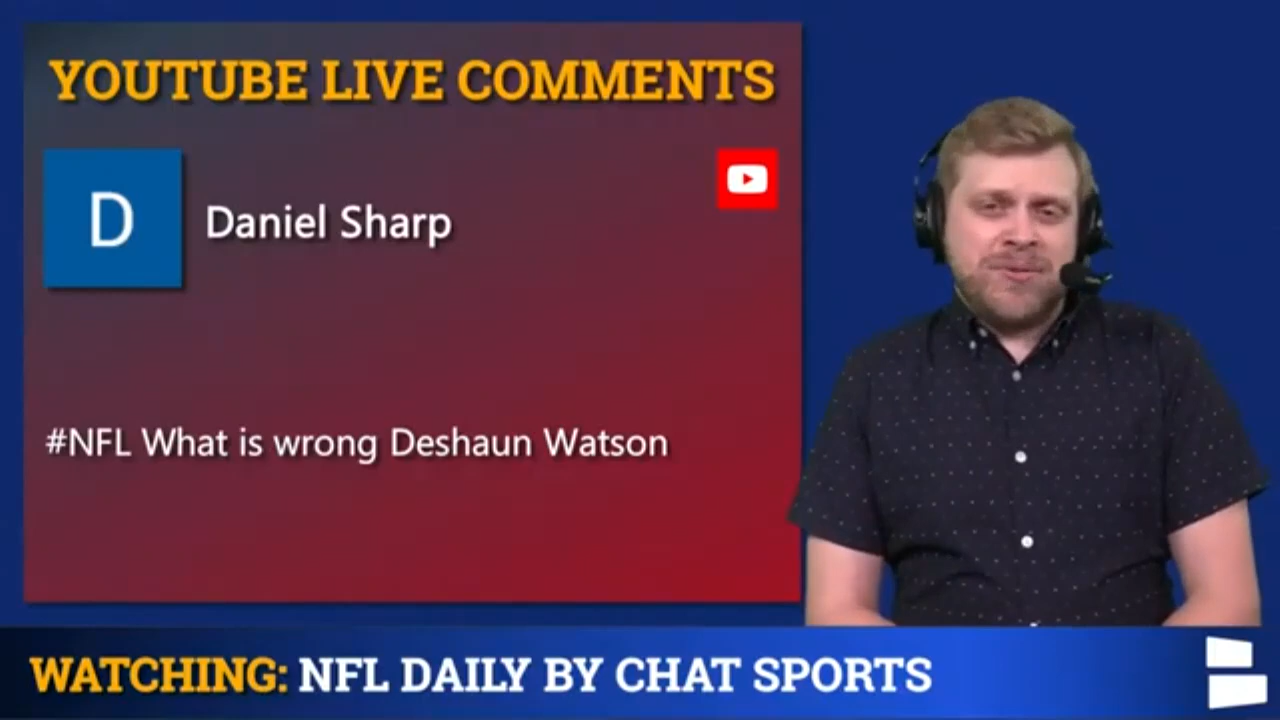 YOUTUBE LIVE COMMENTS
D
Daniel Sharp
#NFL What is wrong Deshaun Watson
WATCHING: NFL DAILY BY CHAT SPORTS